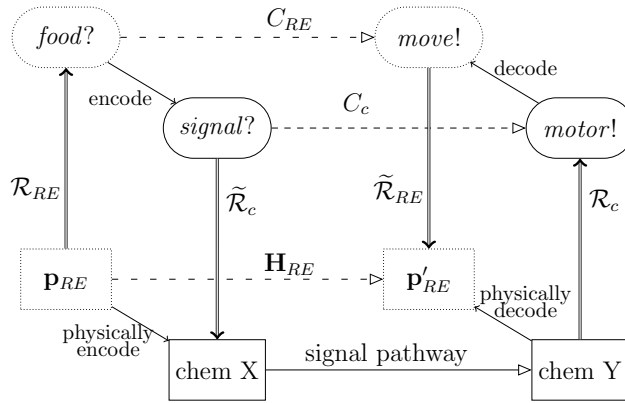 food?
C_RE
move!
encode
decode
signal?
C_c
motor!
ℛ_RE
ℛ̃_c
ℛ̃_RE
ℛ_c
p_RE
H_RE
p′_RE
physically
encode
physically
decode
chem X
signal pathway
chem Y